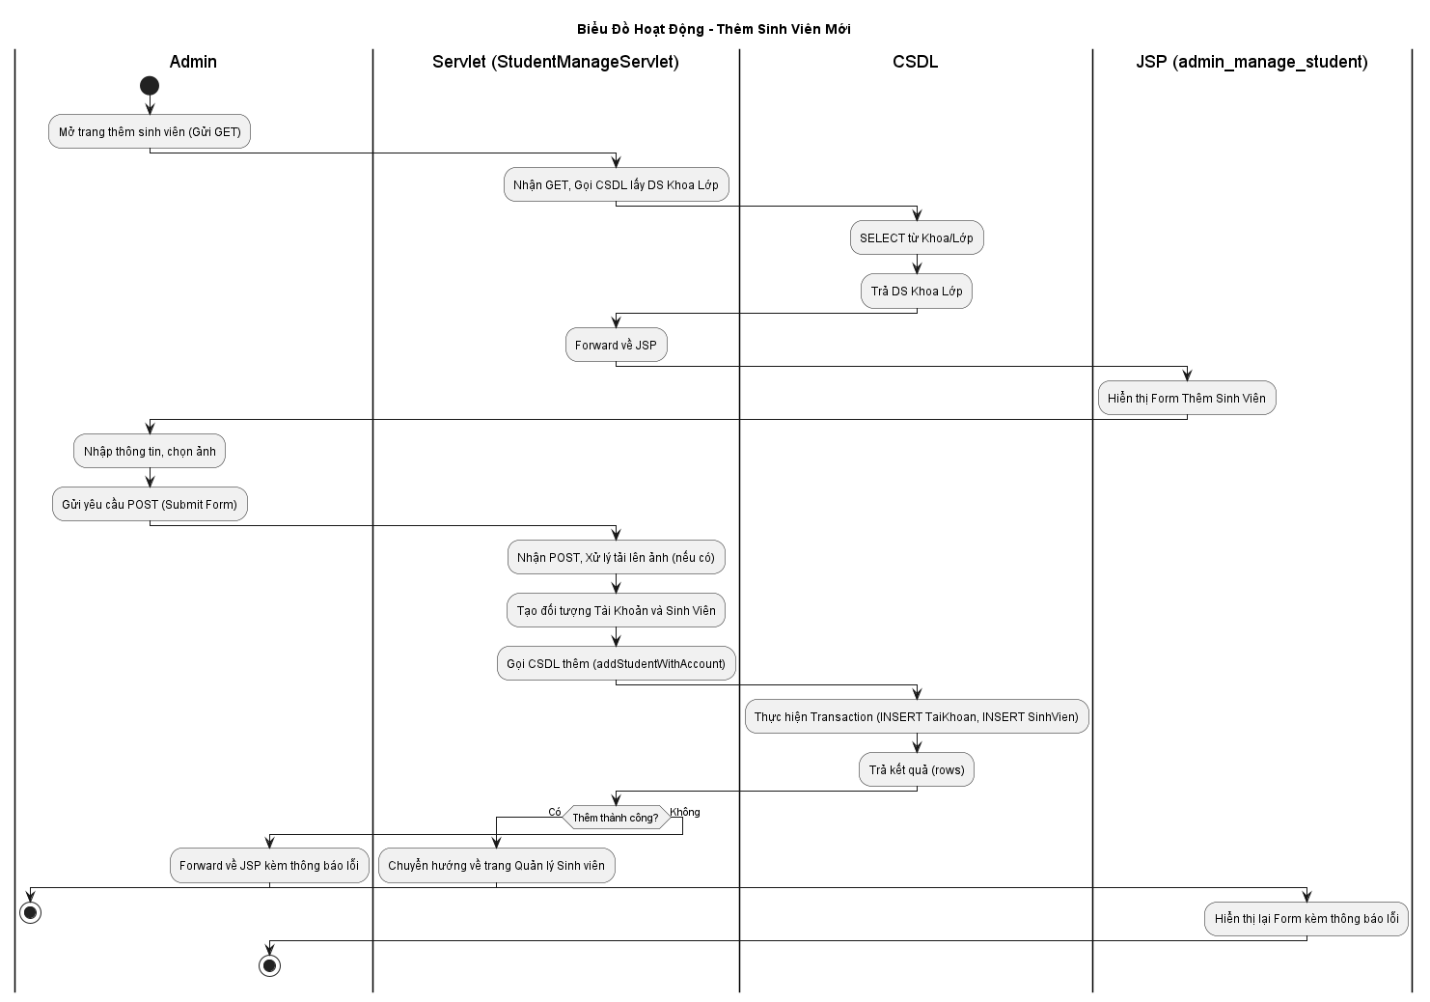 Biểu Đồ Hoạt Động - Thêm Sinh Viên Mới
Admin
Servlet (StudentManageServlet)
CSDL
JSP (admin_manage_student)
Mở trang thêm sinh viên (Gửi GET)
Nhận GET, Gọi CSDL lấy DS Khoa Lớp
SELECT từ Khoa/Lớp
Trả DS Khoa Lớp
Forward về JSP
Hiển thị Form Thêm Sinh Viên
Nhập thông tin, chọn ảnh
Gửi yêu cầu POST (Submit Form)
Nhận POST, Xử lý tải lên ảnh (nếu có)
Tạo đối tượng Tài Khoản và Sinh Viên
Gọi CSDL thêm (addStudentWithAccount)
Thực hiện Transaction (INSERT TaiKhoan, INSERT SinhVien)
Trả kết quả (rows)
Có
Thêm thành công?
Không
Forward về JSP kèm thông báo lỗi
Chuyển hướng về trang Quản lý Sinh viên
Hiển thị lại Form kèm thông báo lỗi